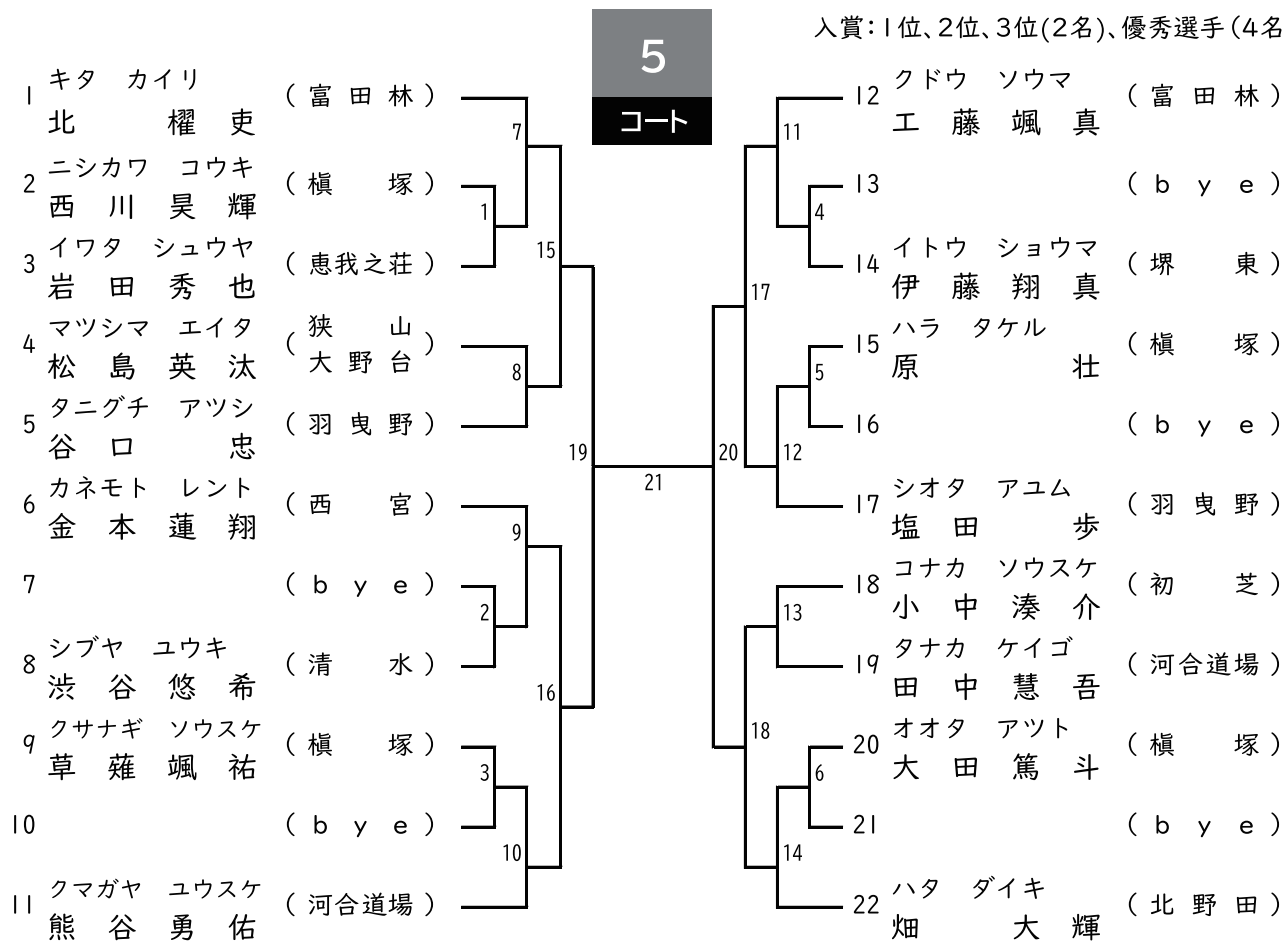 入賞：1位、2位、3位(2名)、優秀選手（4名
5
コート
1 キタ カイリ
北 櫂吏 （富田林）
2 ニシカワ コウキ
西川昊輝 （槇塚）
3 イワタ シュウヤ
岩田秀也 （恵我之荘）
4 マツシマ エイタ
松島英汰 （狭山大野台）
5 タニグチ アツシ
谷口 忠 （羽曳野）
6 カネモト レント
金本蓮翔 （西宮）
7 （bye）
8 シブヤ ユウキ
渋谷悠希 （清水）
9 クサナギ ソウスケ
草薙颯祐 （槇塚）
10 （bye）
11 クマガヤ ユウスケ
熊谷勇佑 （河合道場）
7
1
15
8
19
9
2
16
3
10
21
11
4
17
5
20
12
13
18
6
14
12 クドウ ソウマ
工藤颯真 （富田林）
13 （bye）
14 イトウ ショウマ
伊藤翔真 （堺東）
15 ハラ タケル
原 壮 （槇塚）
16 （bye）
17 シオタ アユム
塩田 歩 （羽曳野）
18 コナカ ソウスケ
小中湊介 （初芝）
19 タナカ ケイゴ
田中慧吾 （河合道場）
20 オオタ アツト
大田篤斗 （槇塚）
21 （bye）
22 ハタ ダイキ
畑 大輝 （北野田）